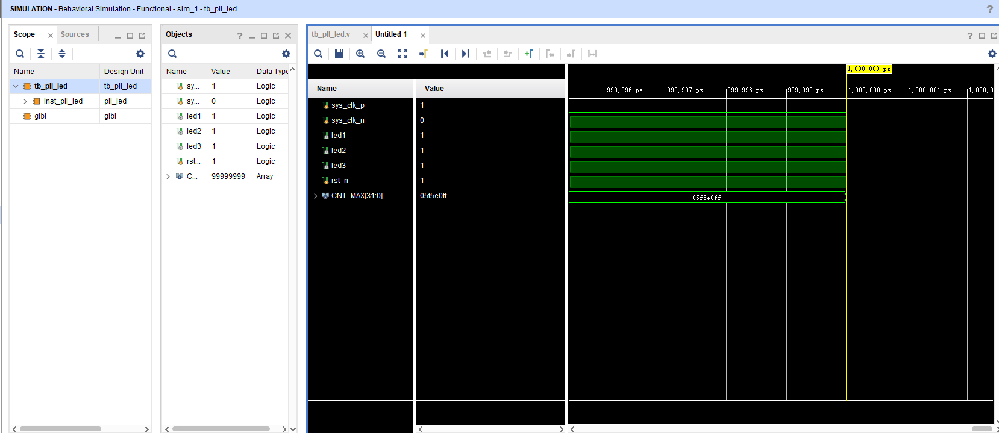 SIMULATION - Behavioral Simulation - Functional - sim_1 - tb_pll_led
?
Scope
Sources
Name
Design Unit
tb_pll_led
tb_pll_led
inst_pll_led
pll_led
glbl
glbl
Objects
?
Name
Value
Data Type
sy...
1
Logic
sy...
0
Logic
led1
1
Logic
led2
1
Logic
led3
1
Logic
rst...
1
Logic
C...
99999999
Array
tb_pll_led.v
Untitled 1
?
Name
Value
sys_clk_p
1
sys_clk_n
0
led1
1
led2
1
led3
1
rst_n
1
CNT_MAX[31:0]
05f5e0ff
1,000,000 ps
999,996 ps
999,997 ps
999,998 ps
999,999 ps
1,000,000 ps
1,000,001 ps
1,000,0
05f5e0ff